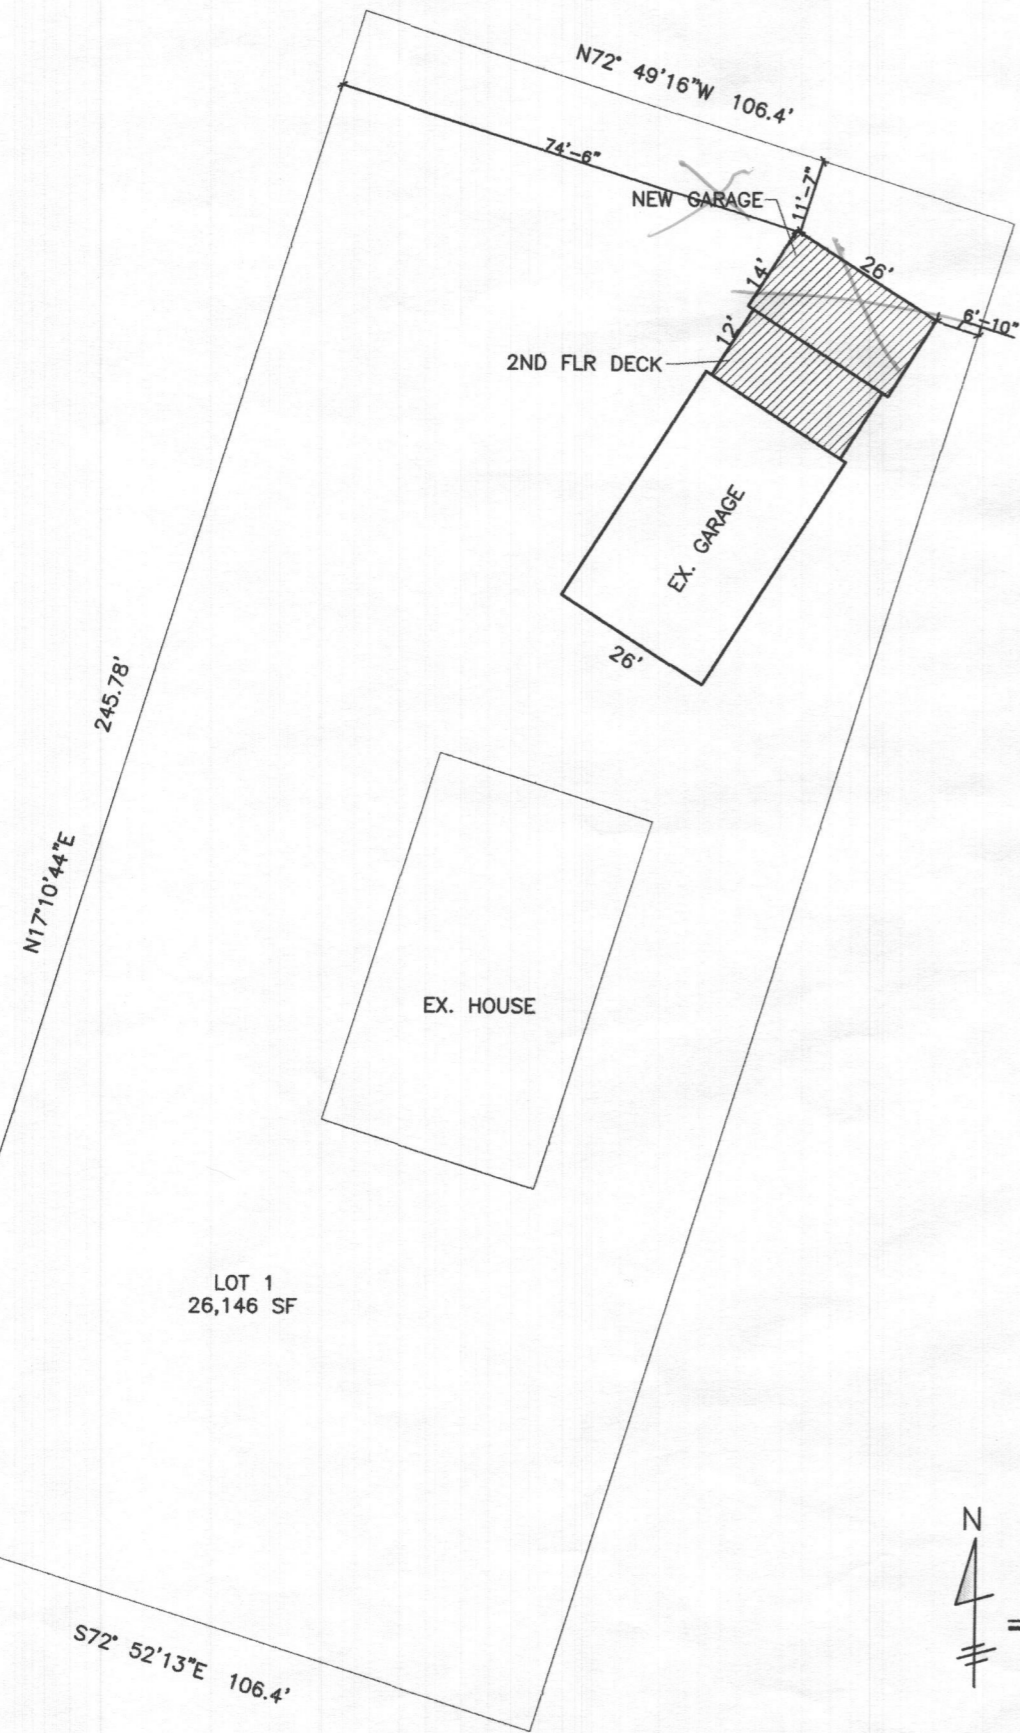 N72° 49'16"W 106.4'
74'-6"
11'-7"
NEW GARAGE
14'
26'
6'-10"
12'
2ND FLR DECK
EX. GARAGE
26'
245.78'
N17°10'44"E
EX. HOUSE
LOT 1
26,146 SF
N
S72° 52'13"E 106.4'